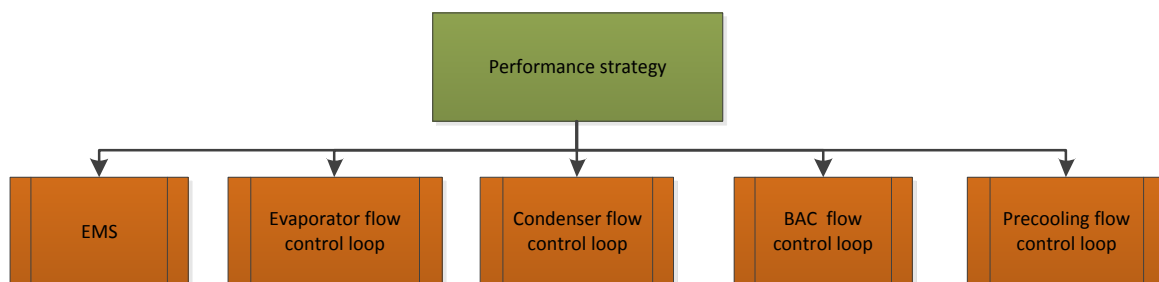 Performance strategy
EMS
Evaporator flow
control loop
Condenser flow
control loop
BAC flow
control loop
Precooling flow
control loop